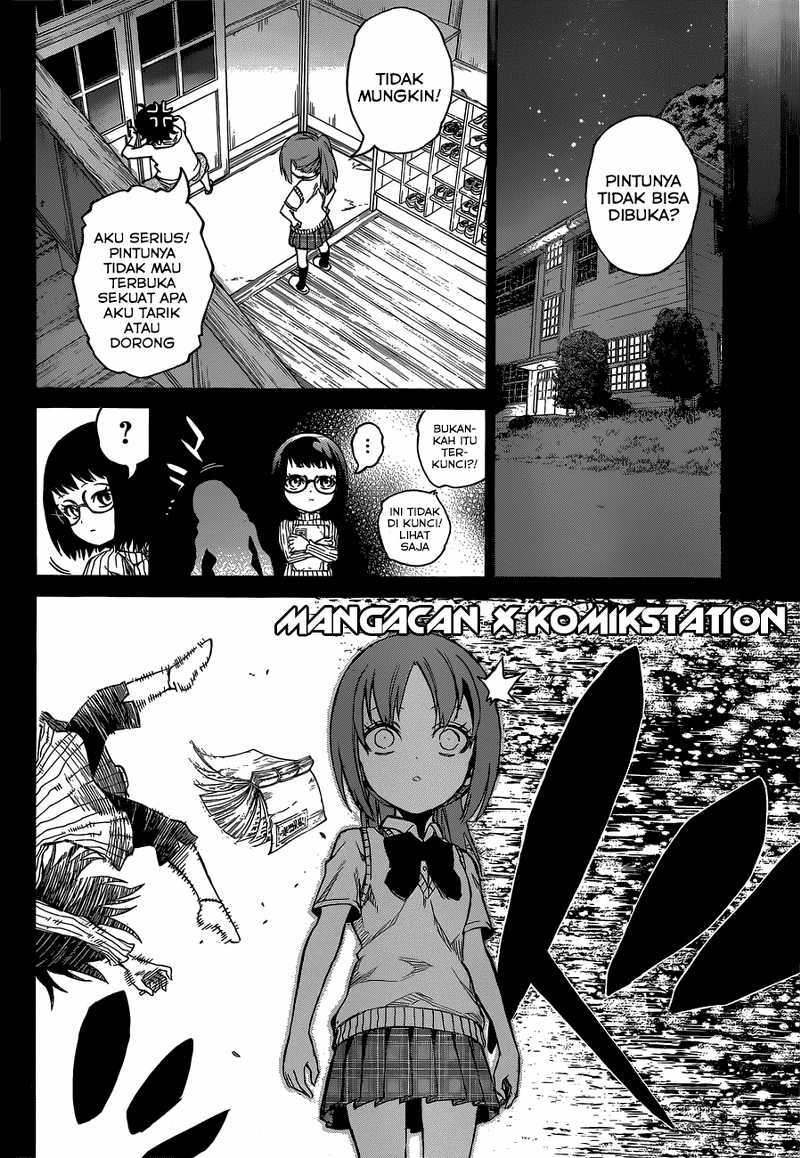 PINTUNYA
TIDAK BISA
DIBUKA?
TIDAK
MUNGKIN!
AKU SERIUS!
PINTUNYA
TIDAK MAU
TERBUKA
SEKUAT APA
AKU TARIK
ATAU
DORONG
BUKAN-
KAH ITU
TER-
KUNCI?!
INI TIDAK
DI KUNCI!
LIHAT
SAJA
...
?
MANGACAN X KOMIKSTATION